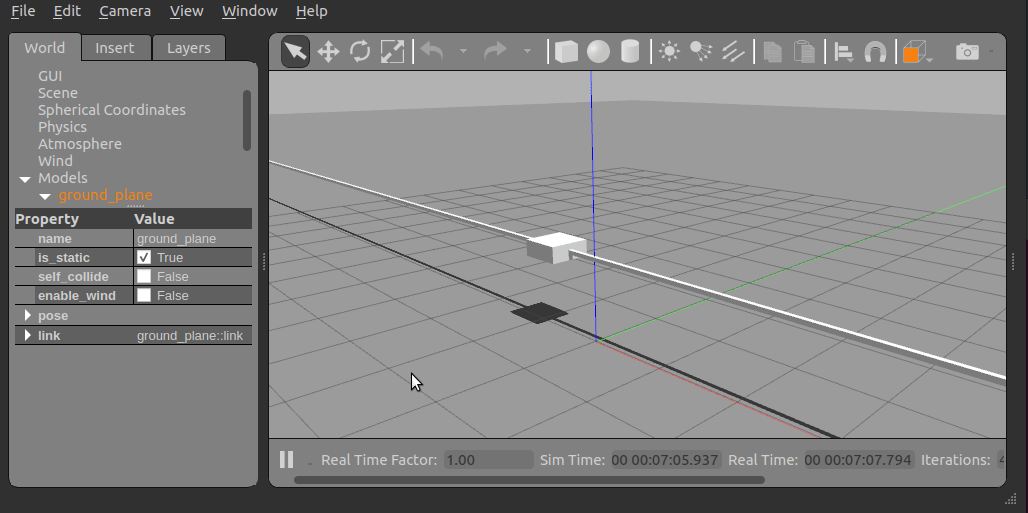 File Edit Camera View Window Help
World Insert Layers
GUI
Scene
Spherical Coordinates
Physics
Atmosphere
Wind
Models
ground_plane
Property Value
name ground_plane
is_static True
self_collide False
enable_wind False
pose
link ground_plane::link
Real Time Factor: 1.00 Sim Time: 00 00:07:05.937 Real Time: 00 00:07:07.794 Iterations: